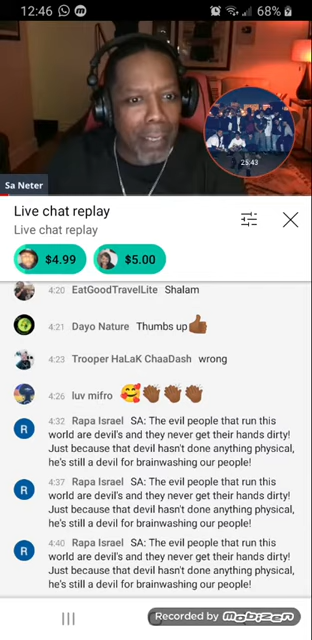 12:46
68%
25:43
Sa Neter
Live chat replay
Live chat replay
$4.99
$5.00
4:20 EatGoodTravelLite Shalam
4:21 Dayo Nature Thumbs up
4:23 Trooper HaLaK ChaaDash wrong
4:26 luv mifro
R
4:32 Rapa Israel SA: The evil people that run this
world are devil's and they never get their hands dirty!
Just because that devil hasn't done anything physical,
he's still a devil for brainwashing our people!
R
4:37 Rapa Israel SA: The evil people that run this
world are devil's and they never get their hands dirty!
Just because that devil hasn't done anything physical,
he's still a devil for brainwashing our people!
R
4:40 Rapa Israel SA: The evil people that run this
world are devil's and they never get their hands dirty!
Just because that devil hasn't done anything physical,
he's still a devil for brainwashing our people!
Recorded by mobizen